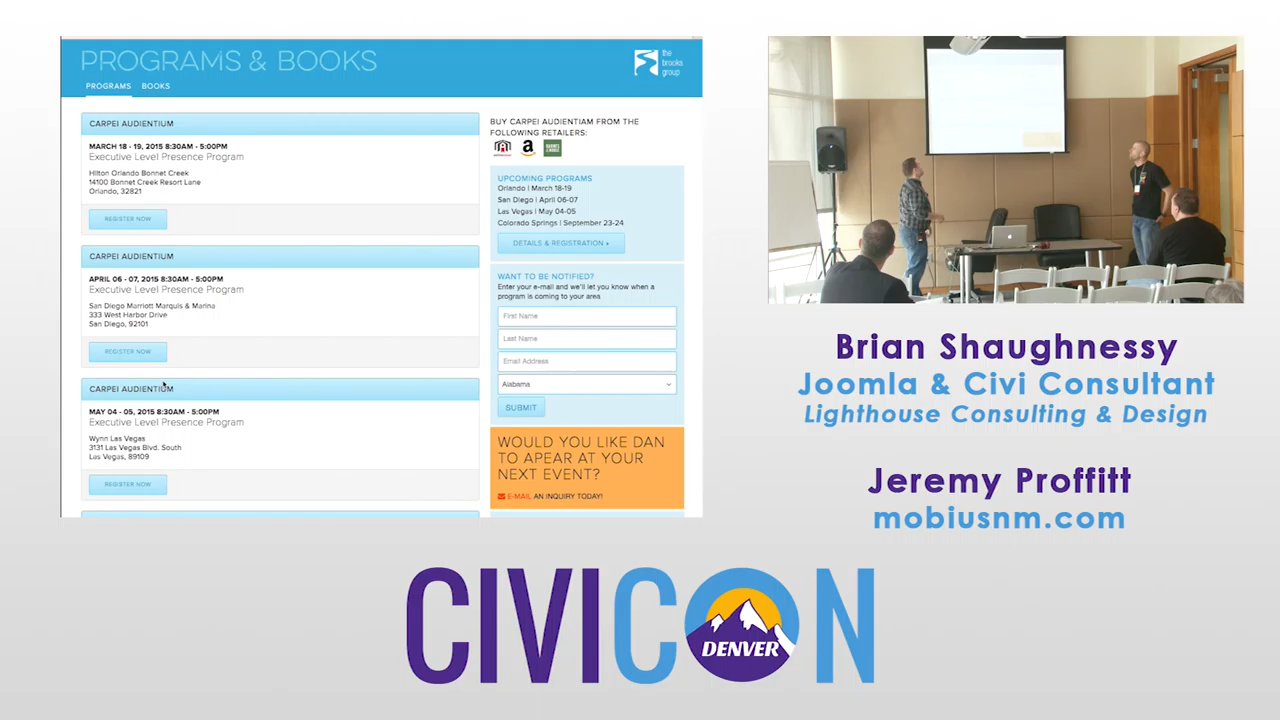 PROGRAMS & BOOKS
PROGRAMS BOOKS
the
brooks
group
CARPEI AUDIENTIUM
MARCH 18 - 19, 2015 8:30AM - 5:00PM
Executive Level Presence Program
Hilton Orlando Bonnet Creek
14100 Bonnet Creek Resort Lane
Orlando, 32821
REGISTER NOW
CARPEI AUDIENTIUM
APRIL 06 - 07, 2015 8:30AM - 5:00PM
Executive Level Presence Program
San Diego Marriott Marquis & Marina
333 West Harbor Drive
San Diego, 92101
REGISTER NOW
CARPEI AUDIENTIUM
MAY 04 - 05, 2015 8:30AM - 5:00PM
Executive Level Presence Program
Wynn Las Vegas
3131 Las Vegas Blvd. South
Las Vegas, 89109
REGISTER NOW
BUY CARPEI AUDIENTIAM FROM THE
FOLLOWING RETAILERS:
UPCOMING PROGRAMS
Orlando | March 18-19
San Diego | April 06-07
Las Vegas | May 04-05
Colorado Springs | September 23-24
DETAILS & REGISTRATION
WANT TO BE NOTIFIED?
Enter your e-mail and we'll let you know when a
program is coming to your area
First Name
Last Name
Email Address
Alabama
SUBMIT
WOULD YOU LIKE DAN
TO APEAR AT YOUR
NEXT EVENT?
E-MAIL AN INQUIRY TODAY!
Brian Shaughnessy
Joomla & Civi Consultant
Lighthouse Consulting & Design
Jeremy Proffitt
mobiusnm.com
CIVICON
DENVER